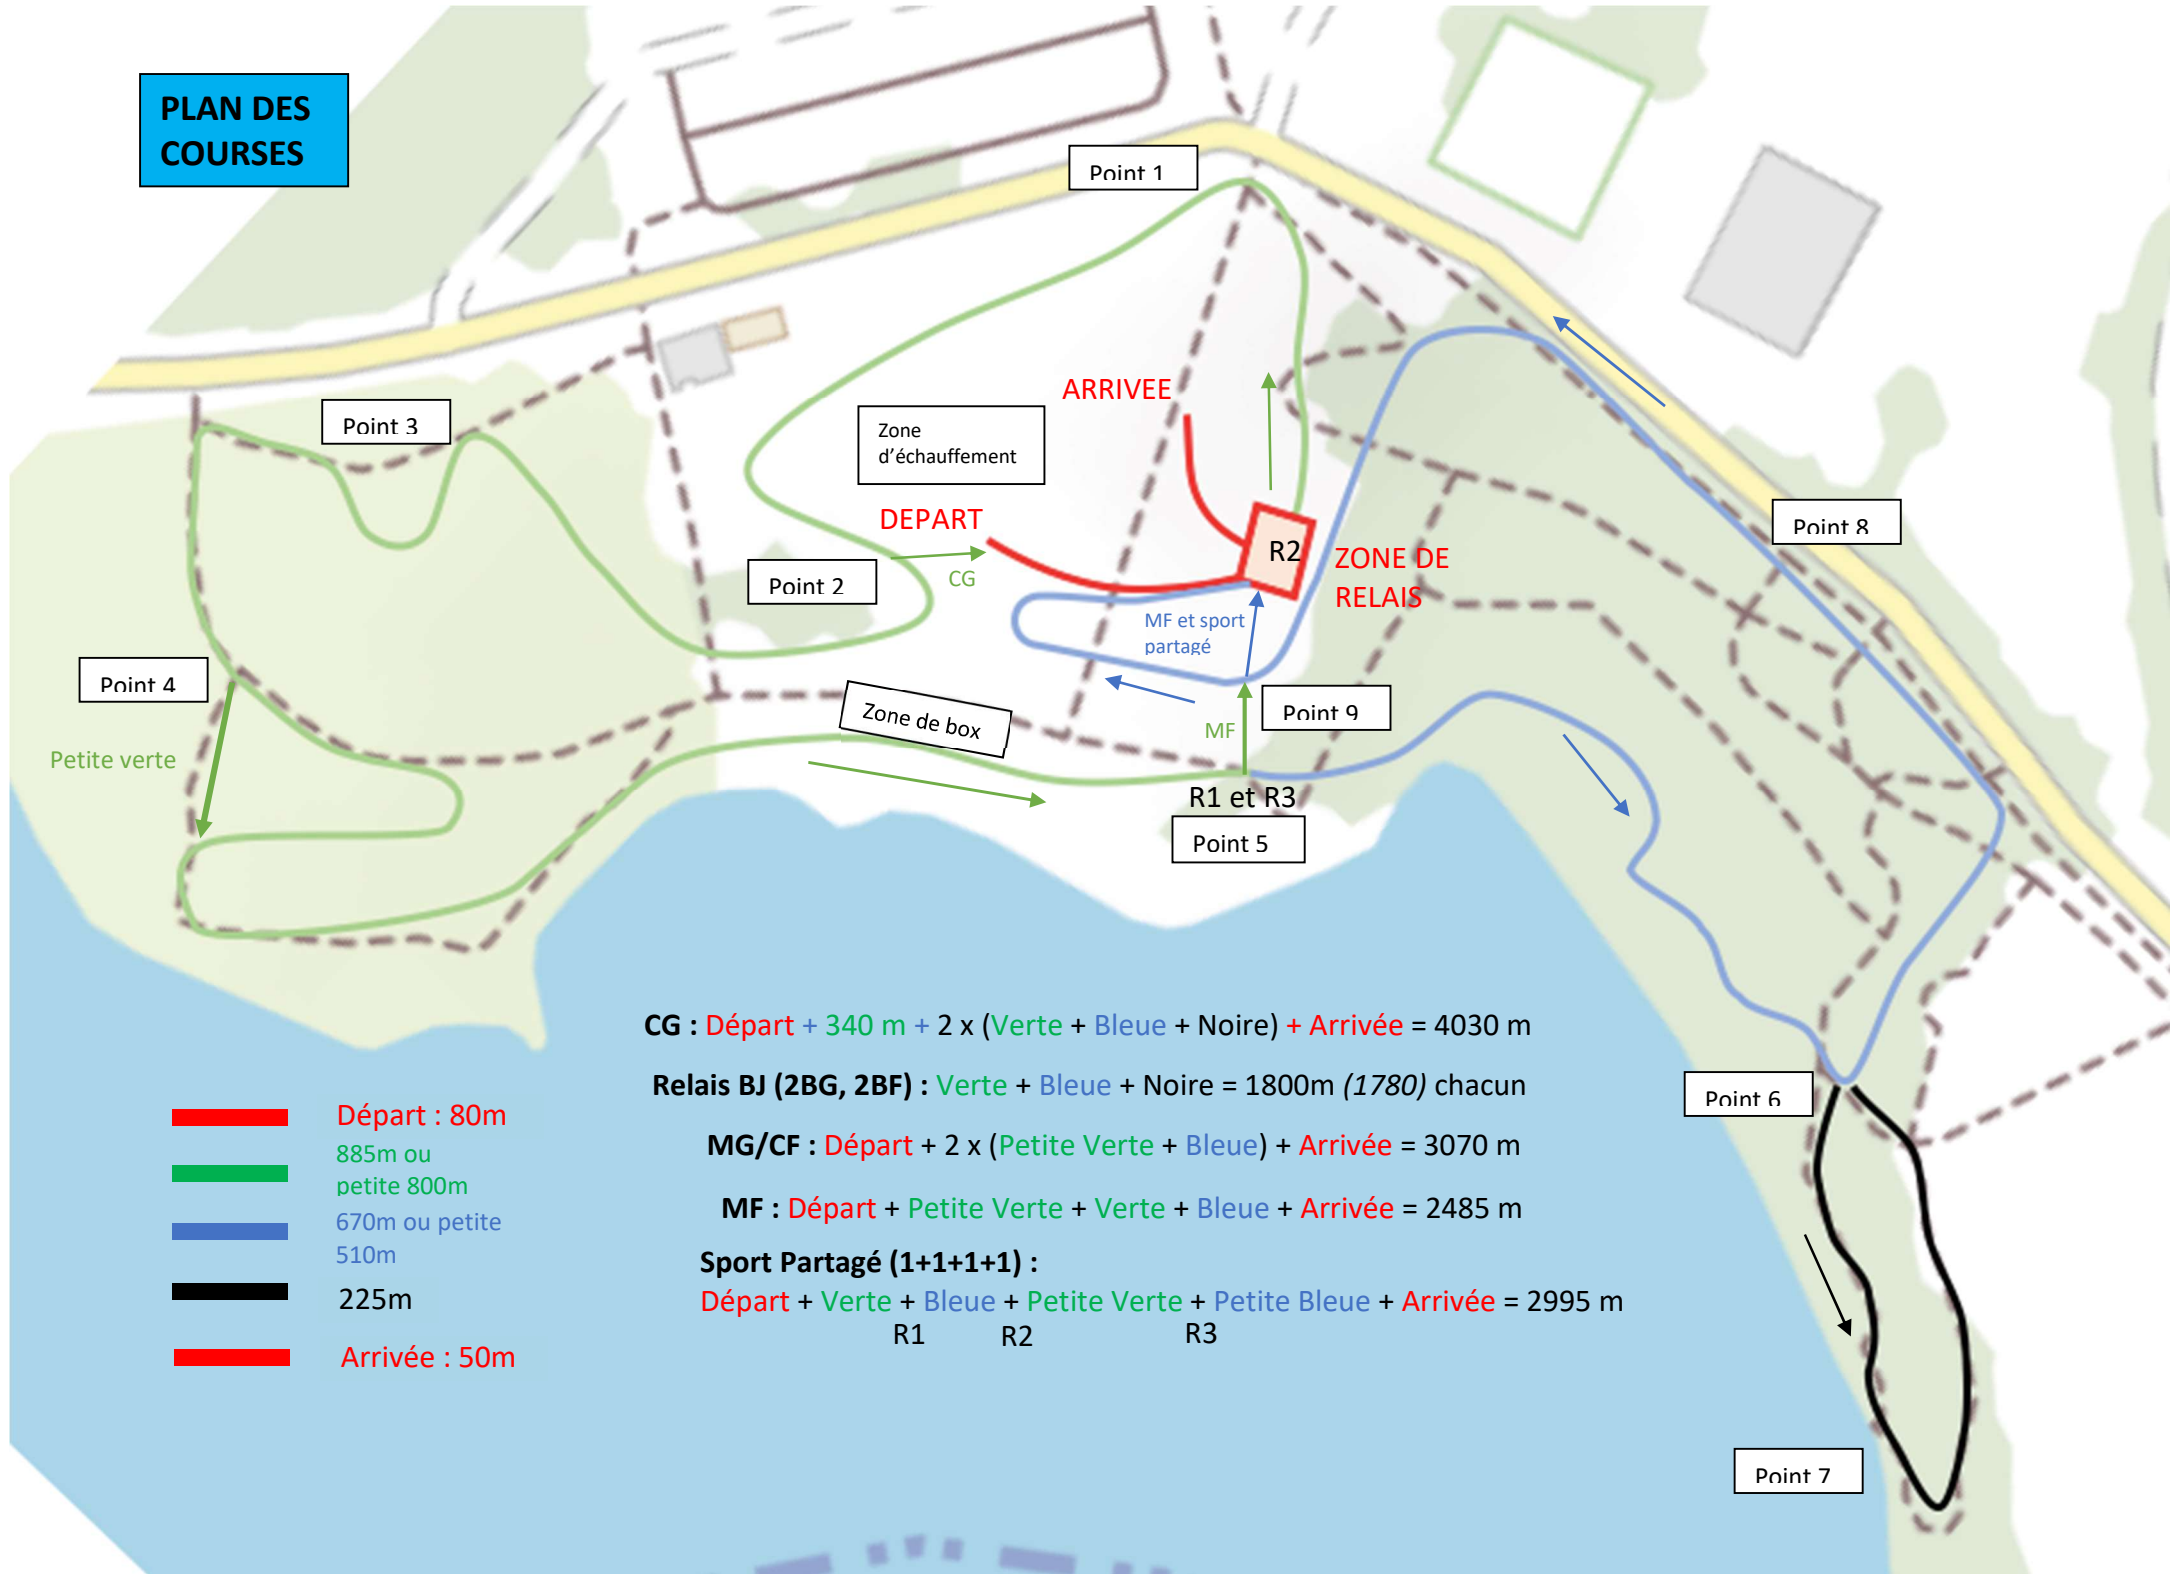 PLAN DES
COURSES
Point 1
Point 3
ARRIVEE
Zone
d'échauffement
DEPART
CG
R2
ZONE DE
RELAIS
Point 8
Point 2
MF et sport
partagé
Point 4
Petite verte
Zone de box
Point 9
MF
R1 et R3
Point 5
CG : Départ + 340 m + 2 x (Verte + Bleue + Noire) + Arrivée = 4030 m
Relais BJ (2BG, 2BF) : Verte + Bleue + Noire = 1800m (1780) chacun
MG/CF : Départ + 2 x (Petite Verte + Bleue) + Arrivée = 3070 m
MF : Départ + Petite Verte + Verte + Bleue + Arrivée = 2485 m
Sport Partagé (1+1+1+1) :
Départ + Verte + Bleue + Petite Verte + Petite Bleue + Arrivée = 2995 m
R1 R2 R3
Départ : 80m
885m ou
petite 800m
670m ou petite
510m
225m
Arrivée : 50m
Point 6
Point 7